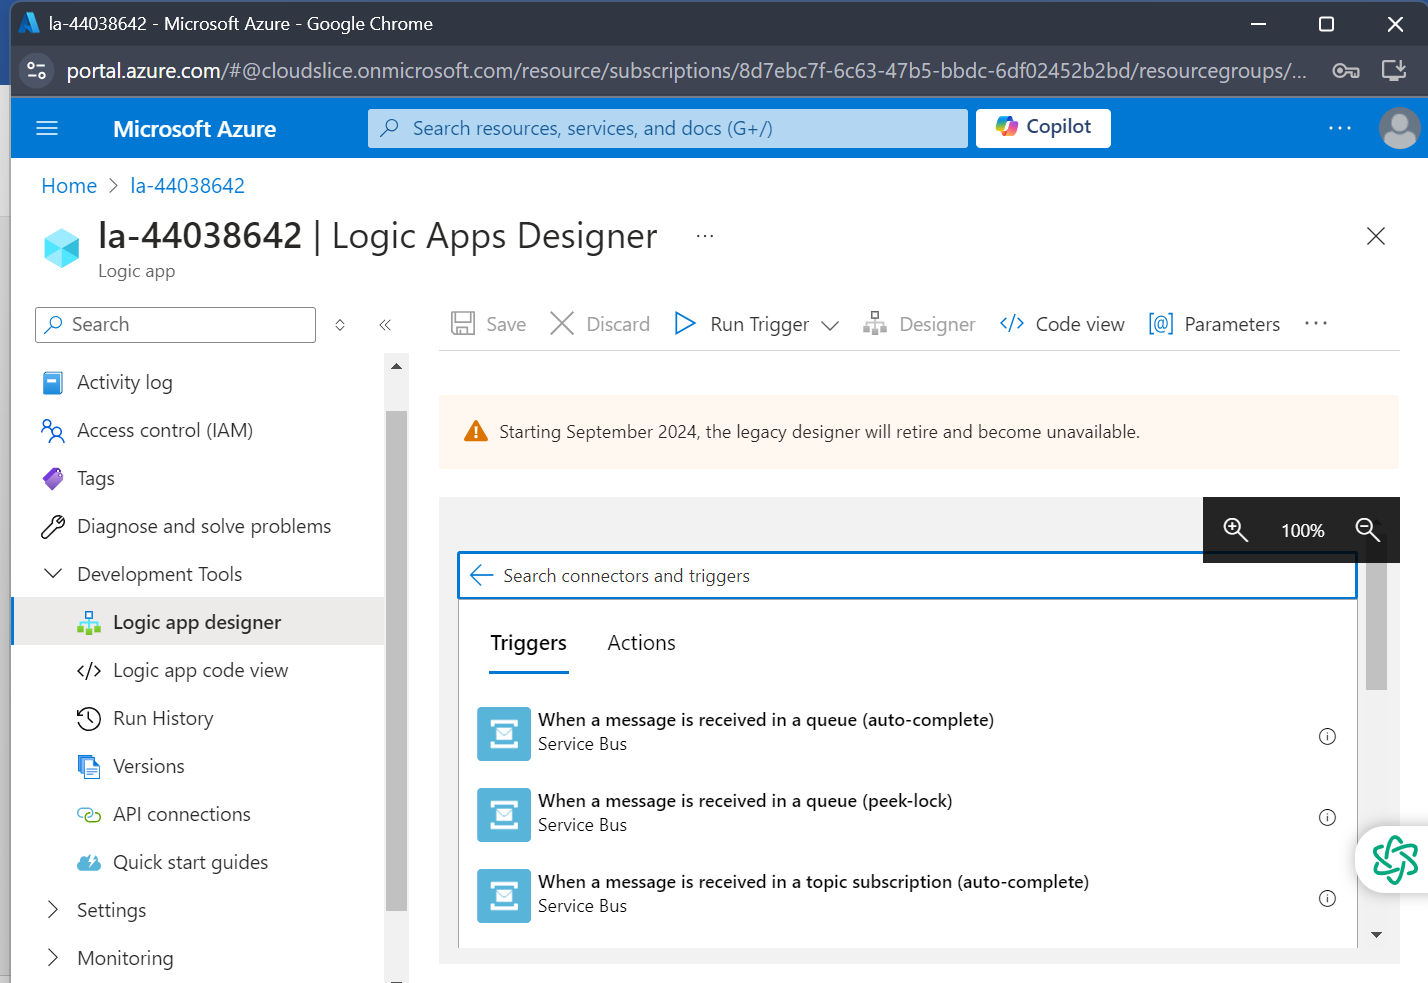 la-44038642 - Microsoft Azure - Google Chrome
portal.azure.com/#@cloudslice.onmicrosoft.com/resource/subscriptions/8d7ebc7f-6c63-47b5-bbdc-6df02452b2bd/resourcegroups/...
Microsoft Azure
Search resources, services, and docs (G+/)
Copilot
...
Home > la-44038642
la-44038642 | Logic Apps Designer
...
Logic app
Search
Save
Discard
Run Trigger
Designer
Code view
Parameters
...
Activity log
Access control (IAM)
Tags
Diagnose and solve problems
Development Tools
Logic app designer
Logic app code view
Run History
Versions
API connections
Quick start guides
Settings
Monitoring
Starting September 2024, the legacy designer will retire and become unavailable.
100%
Search connectors and triggers
Triggers
Actions
When a message is received in a queue (auto-complete)
Service Bus
When a message is received in a queue (peek-lock)
Service Bus
When a message is received in a topic subscription (auto-complete)
Service Bus